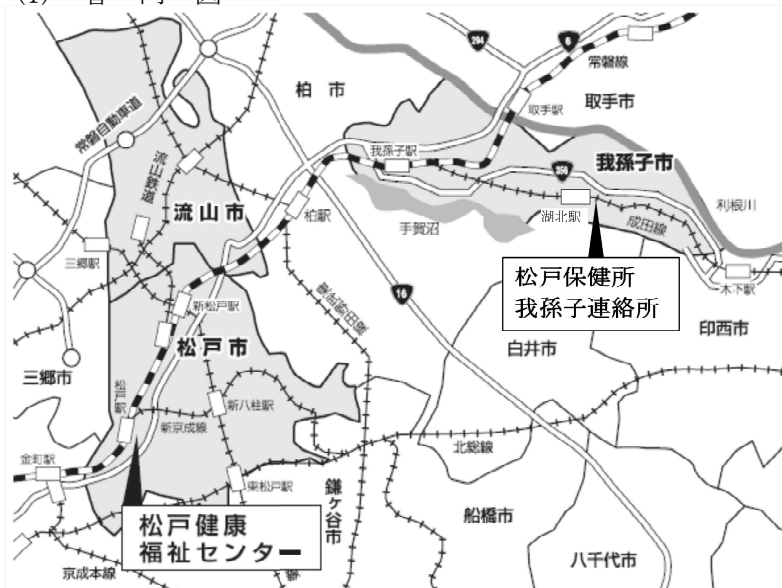 294
6
常磐線
柏市
取手駅
取手市
常磐自動車道
我孫子駅
我孫子市
流山鉄道
流山市
柏駅
手賀沼
湖北駅
成田線
利根川
三郷駅
松戸保健所
我孫子連絡所
木下駅
新松戸駅
16
印西市
松戸市
白井市
三郷市
松戸駅
新八柱駅
新京成線
北総線
金町駅
東松戸駅
鎌ヶ谷市
船橋市
松戸健康
福祉センター
八千代市
京成本線
線